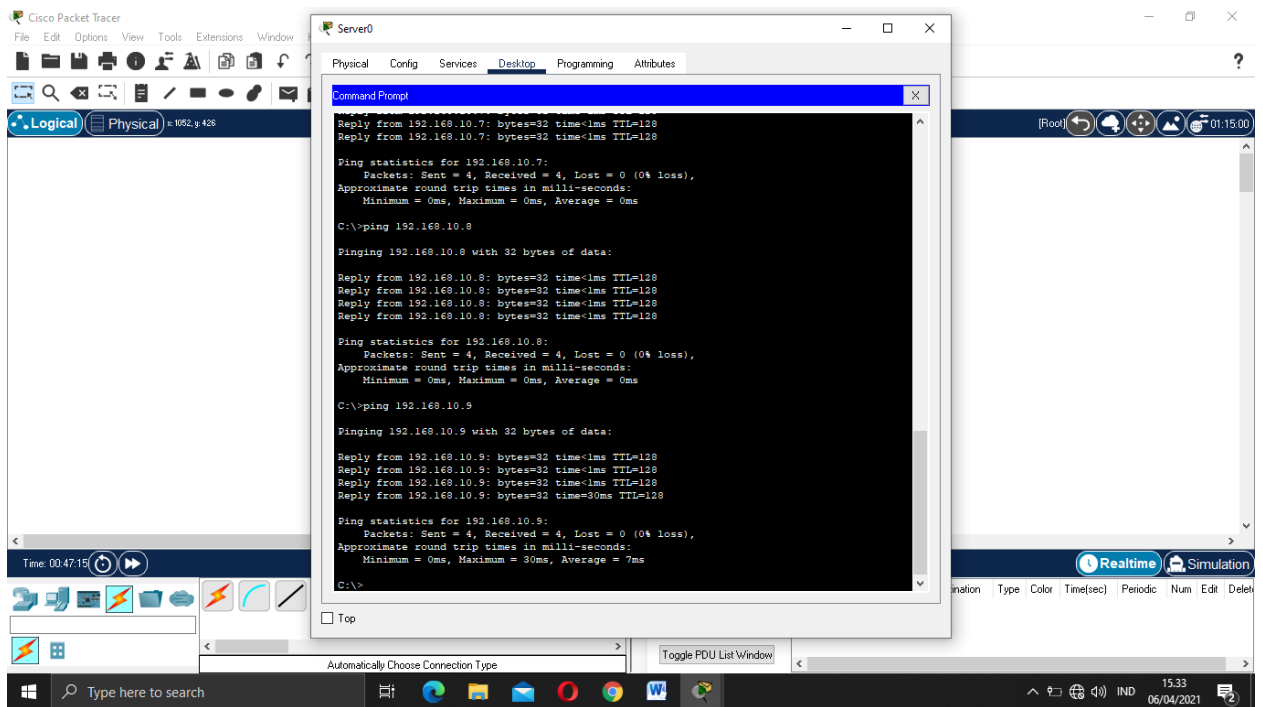 Cisco Packet Tracer
File Edit Options View Tools Extensions Window
Server0
Physical Config Services Desktop Programming Attributes
Command Prompt
X
Logical Physical x: 1052, y: 426
[Root] 01:15:00
Reply from 192.168.10.7: bytes=32 time<1ms TTL=128
Reply from 192.168.10.7: bytes=32 time<1ms TTL=128
Ping statistics for 192.168.10.7:
Packets: Sent = 4, Received = 4, Lost = 0 (0% loss),
Approximate round trip times in milli-seconds:
Minimum = 0ms, Maximum = 0ms, Average = 0ms
C:\>ping 192.168.10.8
Pinging 192.168.10.8 with 32 bytes of data:
Reply from 192.168.10.8: bytes=32 time<1ms TTL=128
Reply from 192.168.10.8: bytes=32 time<1ms TTL=128
Reply from 192.168.10.8: bytes=32 time<1ms TTL=128
Reply from 192.168.10.8: bytes=32 time<1ms TTL=128
Ping statistics for 192.168.10.8:
Packets: Sent = 4, Received = 4, Lost = 0 (0% loss),
Approximate round trip times in milli-seconds:
Minimum = 0ms, Maximum = 0ms, Average = 0ms
C:\>ping 192.168.10.9
Pinging 192.168.10.9 with 32 bytes of data:
Reply from 192.168.10.9: bytes=32 time<1ms TTL=128
Reply from 192.168.10.9: bytes=32 time<1ms TTL=128
Reply from 192.168.10.9: bytes=32 time<1ms TTL=128
Reply from 192.168.10.9: bytes=32 time=30ms TTL=128
Ping statistics for 192.168.10.9:
Packets: Sent = 4, Received = 4, Lost = 0 (0% loss),
Approximate round trip times in milli-seconds:
Minimum = 0ms, Maximum = 30ms, Average = 7ms
C:\>
Top
Time: 00:47:15
Realtime Simulation
ination Type Color Time(sec) Periodic Num Edit Delet
Toggle PDU List Window
Automatically Choose Connection Type
Type here to search
IND
15.33
06/04/2021
2